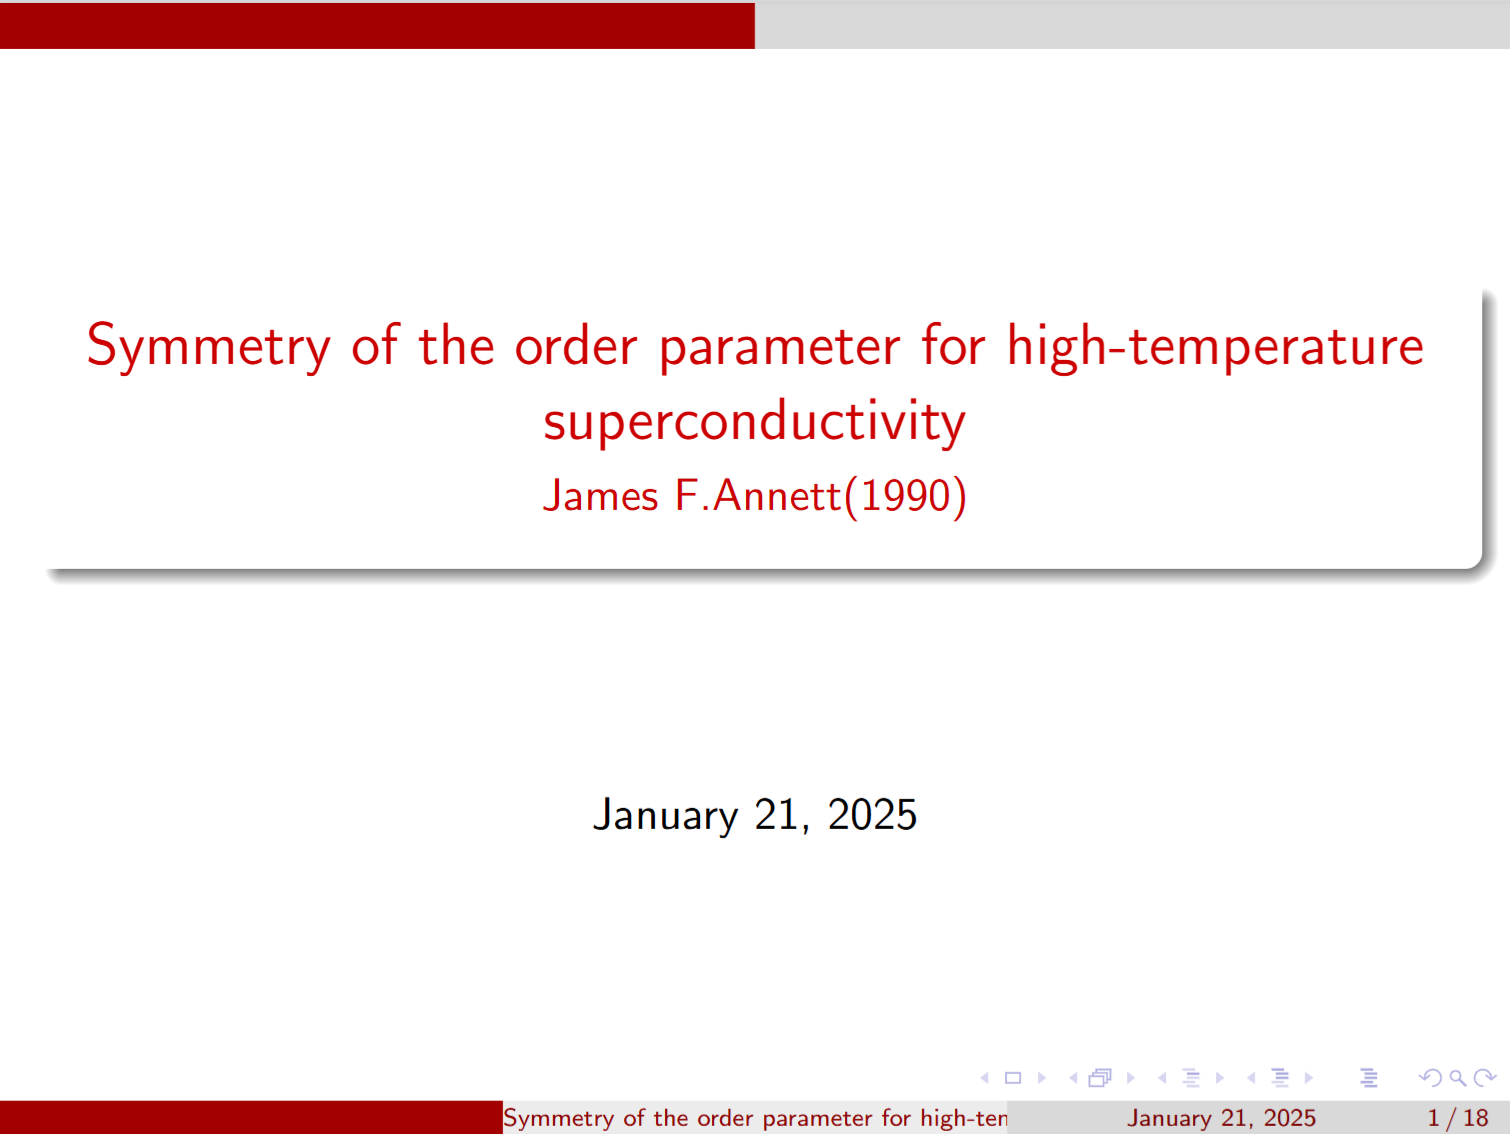 Symmetry of the order parameter for high-temperature
superconductivity
James F.Annett(1990)
January 21, 2025
Symmetry of the order parameter for high-ten
January 21, 2025
1 / 18